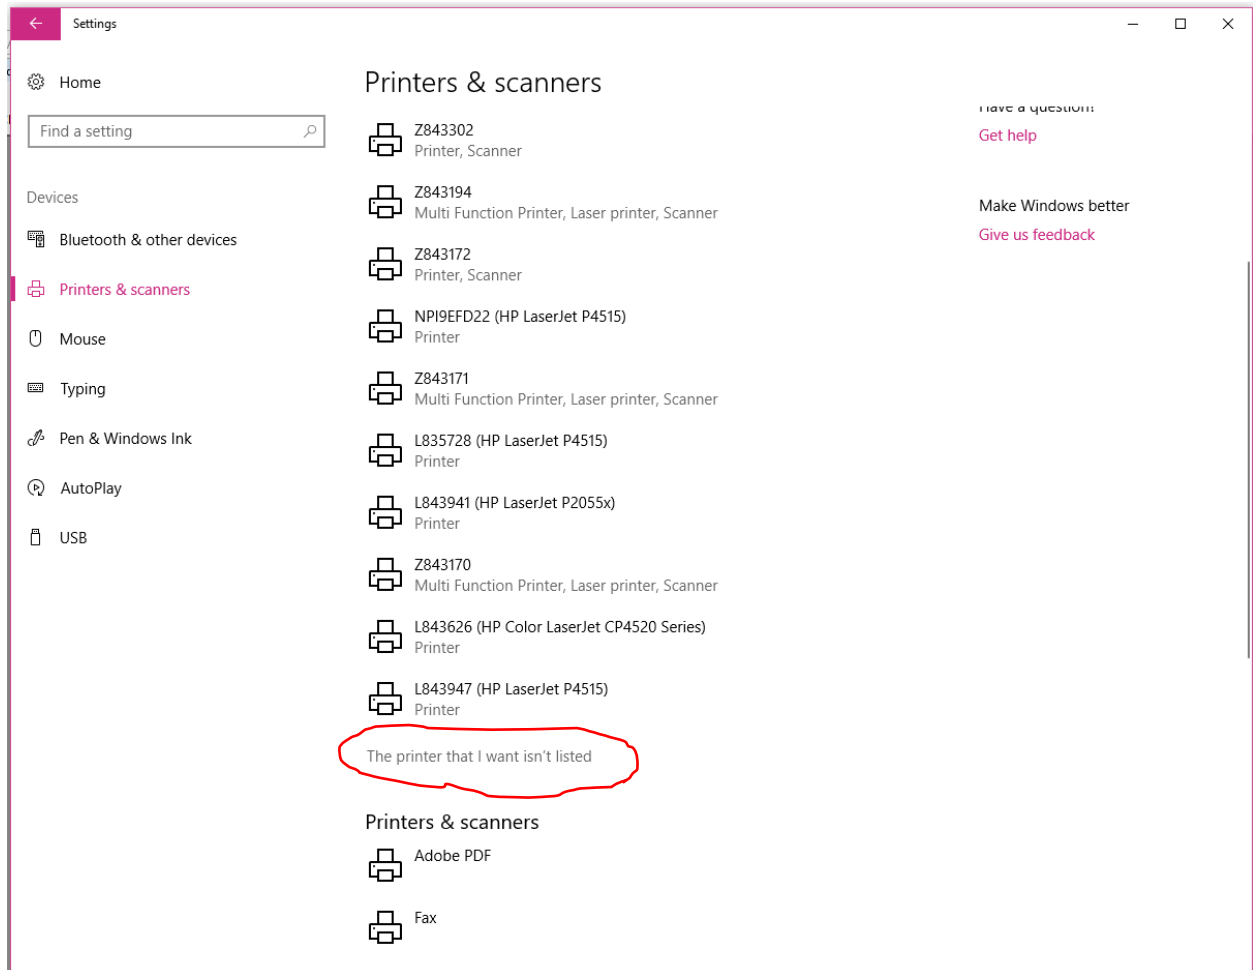 Settings
Home
Find a setting
Devices
Bluetooth & other devices
Printers & scanners
Mouse
Typing
Pen & Windows Ink
AutoPlay
USB
Printers & scanners
Z843302
Printer, Scanner
Z843194
Multi Function Printer, Laser printer, Scanner
Z843172
Printer, Scanner
NPI9EFD22 (HP LaserJet P4515)
Printer
Z843171
Multi Function Printer, Laser printer, Scanner
L835728 (HP LaserJet P4515)
Printer
L843941 (HP LaserJet P2055x)
Printer
Z843170
Multi Function Printer, Laser printer, Scanner
L843626 (HP Color LaserJet CP4520 Series)
Printer
L843947 (HP LaserJet P4515)
Printer
The printer that I want isn't listed
Printers & scanners
Adobe PDF
Fax
Have a question?
Get help
Make Windows better
Give us feedback